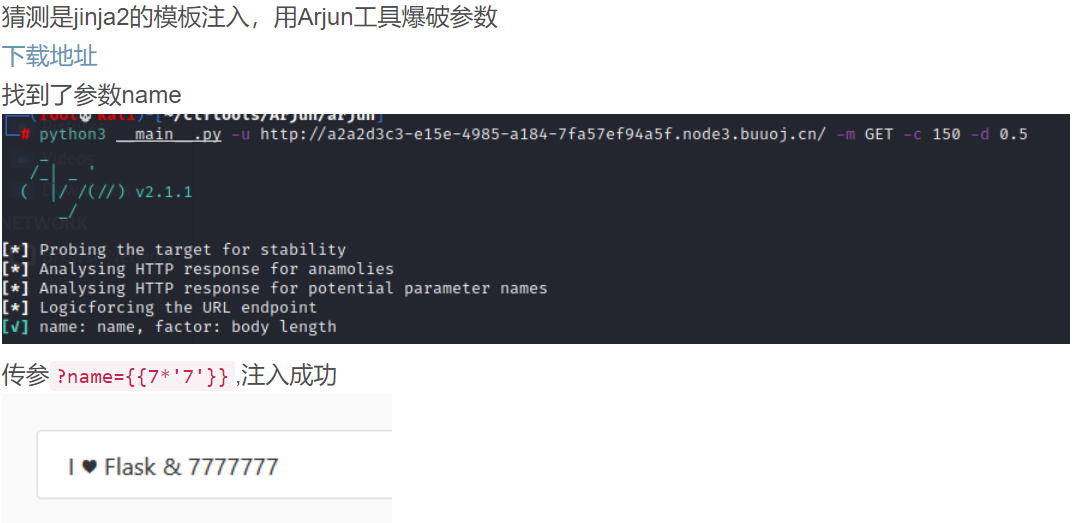 猜测是jinja2的模板注入，用Arjun工具爆破参数
下载地址
找到了参数name
(root💀kali)-[~/ctftools/Arjun/arjun]
# python3 __main__.py -u http://a2a2d3c3-e15e-4985-a184-7fa57ef94a5f.node3.buuoj.cn/ -m GET -c 150 -d 0.5
    _
   /_| _ '
  (  |/ /(//) v2.1.1
      _/
NETWORK
[*] Probing the target for stability
[*] Analysing HTTP response for anamolies
[*] Analysing HTTP response for potential parameter names
[*] Logicforcing the URL endpoint
[√] name: name, factor: body length
传参?name={{7*'7'}},注入成功
I ♥ Flask & 7777777